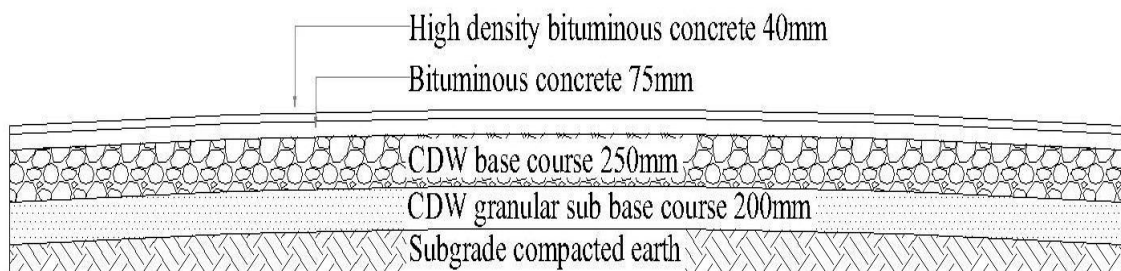 High density bituminous concrete 40mm
Bituminous concrete 75mm
CDW base course 250mm
CDW granular sub base course 200mm
Subgrade compacted earth